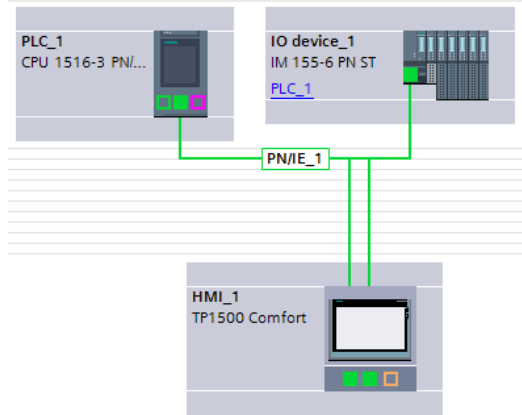 PLC_1
CPU 1516-3 PN/...
IO device_1
IM 155-6 PN ST
PLC_1
PN/IE_1
HMI_1
TP1500 Comfort